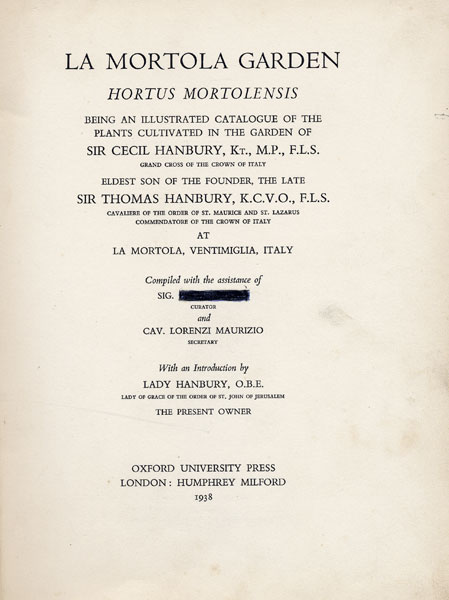 LA MORTOLA GARDEN
HORTUS MORTOLENSIS
BEING AN ILLUSTRATED CATALOGUE OF THE
PLANTS CULTIVATED IN THE GARDEN OF
SIR CECIL HANBURY, KT., M.P., F.L.S.
GRAND CROSS OF THE CROWN OF ITALY
ELDEST SON OF THE FOUNDER, THE LATE
SIR THOMAS HANBURY, K.C.V.O., F.L.S.
CAVALIERE OF THE ORDER OF ST. MAURICE AND ST. LAZARUS
COMMENDATORE OF THE CROWN OF ITALY
AT
LA MORTOLA, VENTIMIGLIA, ITALY
Compiled with the assistance of
SIG.
CURATOR
and
CAV. LORENZI MAURIZIO
SECRETARY
With an Introduction by
LADY HANBURY, O.B.E.
LADY OF GRACE OF THE ORDER OF ST. JOHN OF JERUSALEM
THE PRESENT OWNER
OXFORD UNIVERSITY PRESS
LONDON: HUMPHREY MILFORD
1938